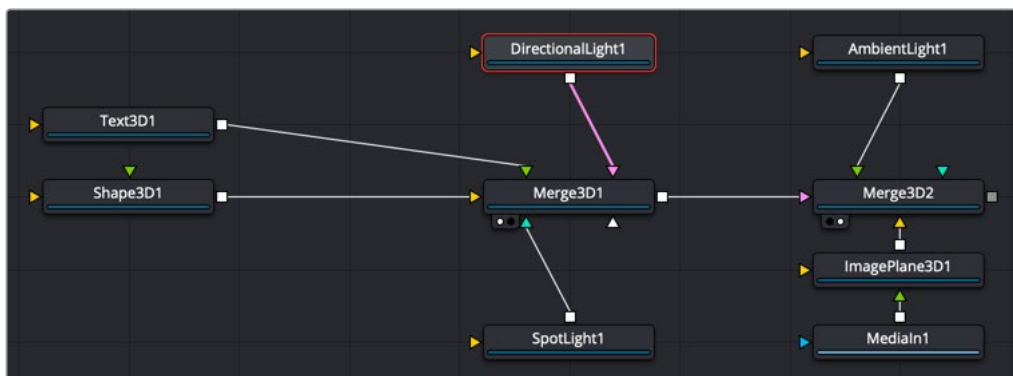 DirectionalLight1
AmbientLight1
Text3D1
Shape3D1
Merge3D1
Merge3D2
ImagePlane3D1
SpotLight1
MediaIn1